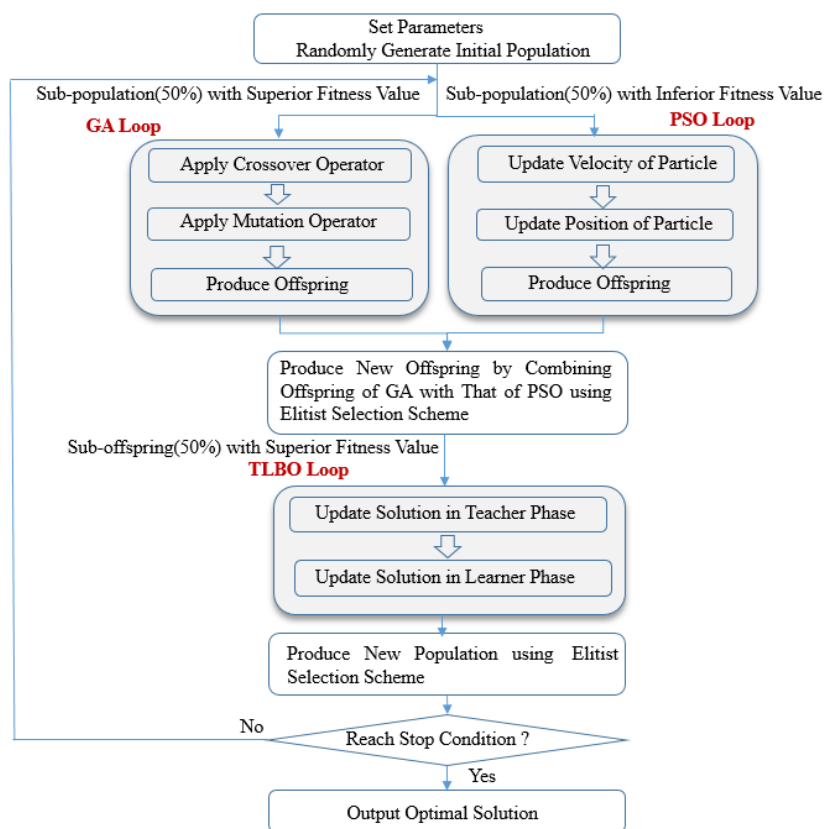 Set Parameters
Randomly Generate Initial Population
Sub-population(50%) with Superior Fitness Value
Sub-population(50%) with Inferior Fitness Value
GA Loop
PSO Loop
Apply Crossover Operator
Apply Mutation Operator
Produce Offspring
Update Velocity of Particle
Update Position of Particle
Produce Offspring
Produce New Offspring by Combining
Offspring of GA with That of PSO using
Elitist Selection Scheme
Sub-offspring(50%) with Superior Fitness Value
TLBO Loop
Update Solution in Teacher Phase
Update Solution in Learner Phase
Produce New Population using Elitist
Selection Scheme
No
Reach Stop Condition ?
Yes
Output Optimal Solution